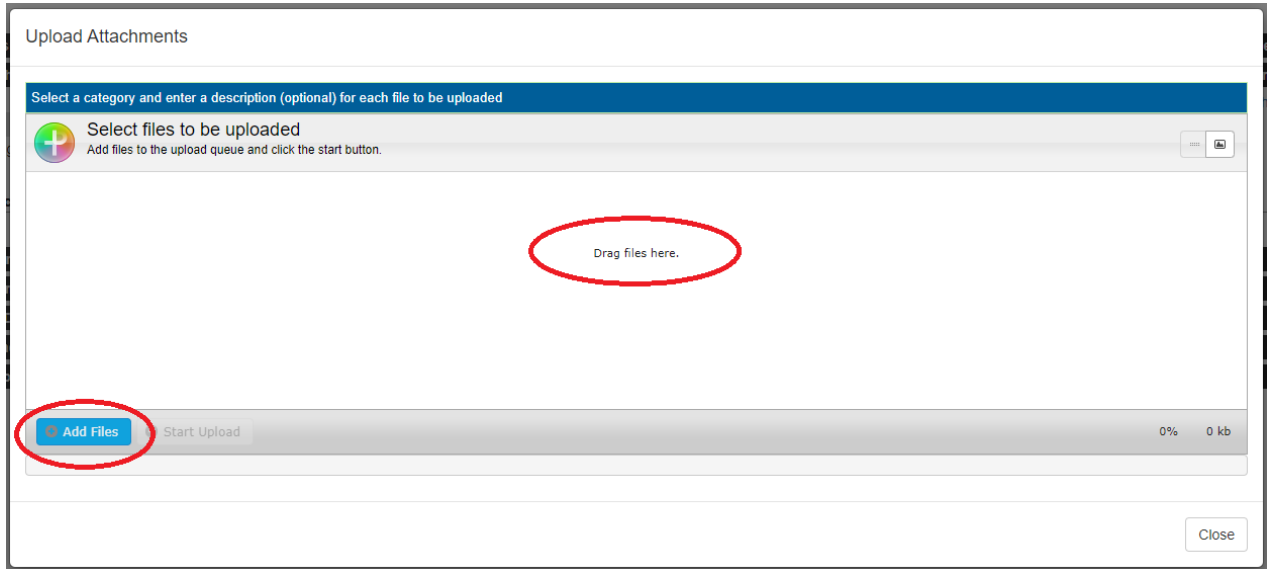 Upload Attachments
Select a category and enter a description (optional) for each file to be uploaded
Select files to be uploaded
Add files to the upload queue and click the start button.
Drag files here.
Add Files Start Upload 0% 0 kb
Close